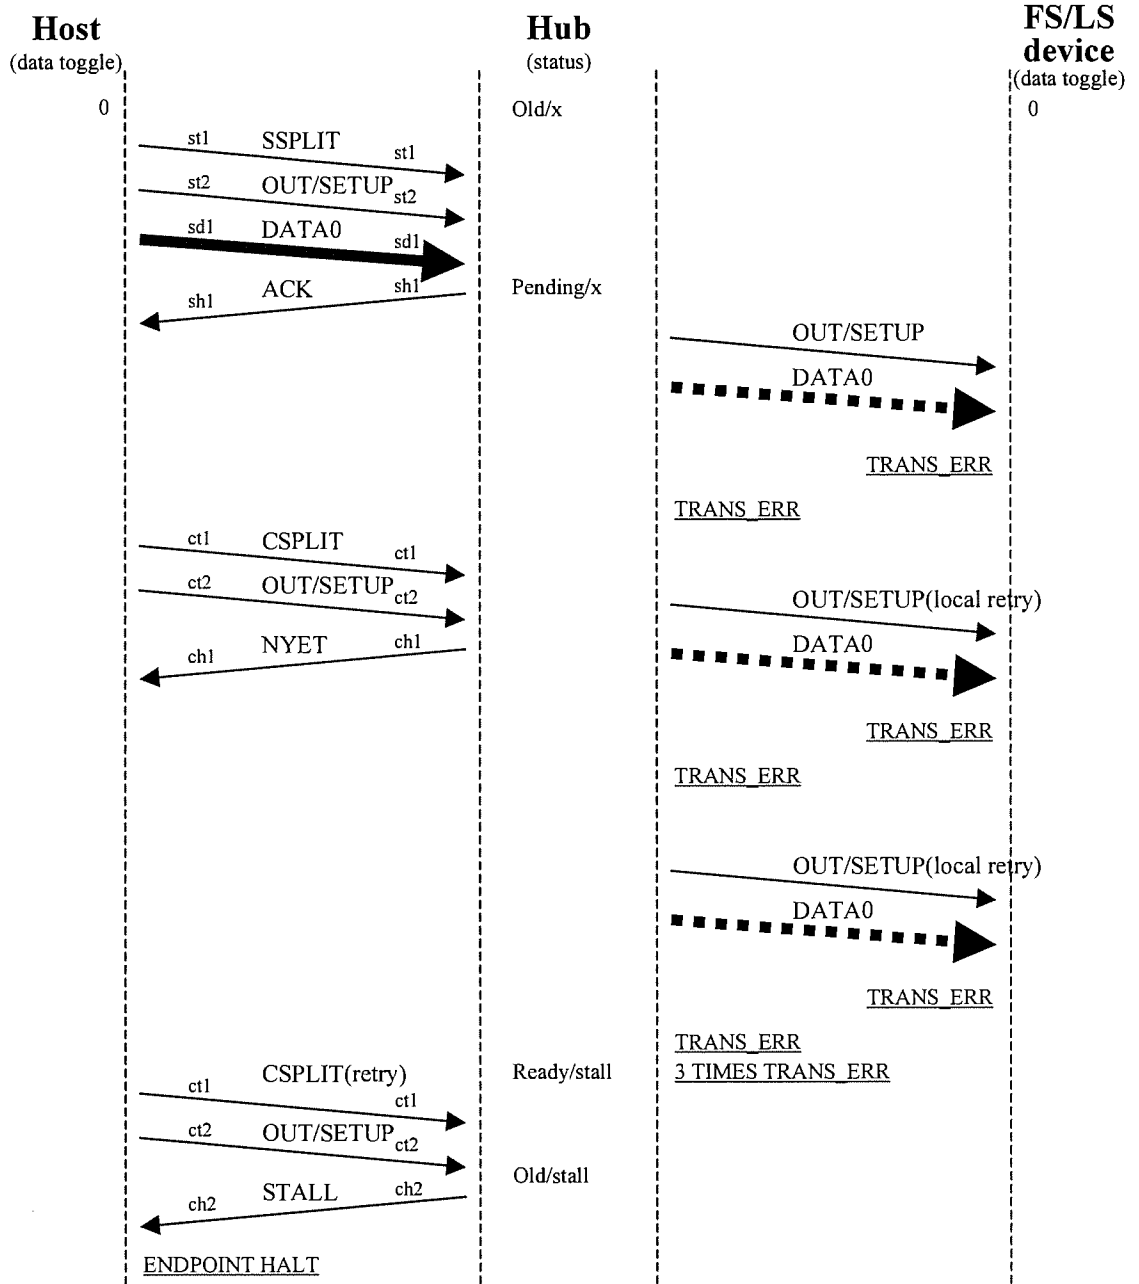 Host
(data toggle)
Hub
(status)
FS/LS
device
(data toggle)
0
Old/x
0
st1 SSPLIT st1
st2 OUT/SETUP st2
sd1 DATA0 sd1
sh1 ACK sh1
Pending/x
OUT/SETUP
DATA0
TRANS_ERR
TRANS_ERR
ct1 CSPLIT ct1
ct2 OUT/SETUP ct2
OUT/SETUP(local retry)
ch1 NYET ch1
DATA0
TRANS_ERR
TRANS_ERR
OUT/SETUP(local retry)
DATA0
TRANS_ERR
TRANS_ERR
Ready/stall
3 TIMES TRANS_ERR
ct1 CSPLIT(retry) ct1
ct2 OUT/SETUP ct2
Old/stall
ch2 STALL ch2
ENDPOINT HALT